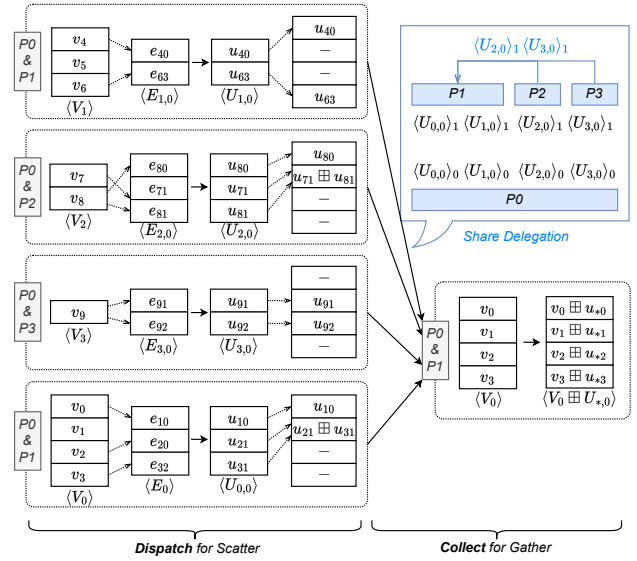 P0 & P1
v₄
v₅
v₆
⟨V₁⟩
e₄₀
e₆₃
⟨E₁,₀⟩
u₄₀
u₆₃
⟨U₁,₀⟩
u₄₀
−
−
u₆₃
P0 & P2
v₇
v₈
⟨V₂⟩
e₈₀
e₇₁
e₈₁
⟨E₂,₀⟩
u₈₀
u₇₁
u₈₁
⟨U₂,₀⟩
u₈₀
u₇₁ ⊞ u₈₁
−
−
P0 & P3
v₉
⟨V₃⟩
e₉₁
e₉₂
⟨E₃,₀⟩
u₉₁
u₉₂
⟨U₃,₀⟩
−
u₉₁
u₉₂
−
P0 & P1
v₀
v₁
v₂
v₃
⟨V₀⟩
e₁₀
e₂₀
e₃₂
⟨E₀⟩
u₁₀
u₂₁
u₃₁
⟨U₀,₀⟩
u₁₀
u₂₁ ⊞ u₃₁
−
−
⟨U₂,₀⟩₁ ⟨U₃,₀⟩₁
P1 P2 P3
⟨U₀,₀⟩₁ ⟨U₁,₀⟩₁ ⟨U₂,₀⟩₁ ⟨U₃,₀⟩₁
⟨U₀,₀⟩₀ ⟨U₁,₀⟩₀ ⟨U₂,₀⟩₀ ⟨U₃,₀⟩₀
P0
Share Delegation
P0 & P1
v₀
v₁
v₂
v₃
⟨V₀⟩
v₀ ⊞ u∗₀
v₁ ⊞ u∗₁
v₂ ⊞ u∗₂
v₃ ⊞ u∗₃
⟨V₀ ⊞ U∗,₀⟩
Dispatch for Scatter
Collect for Gather